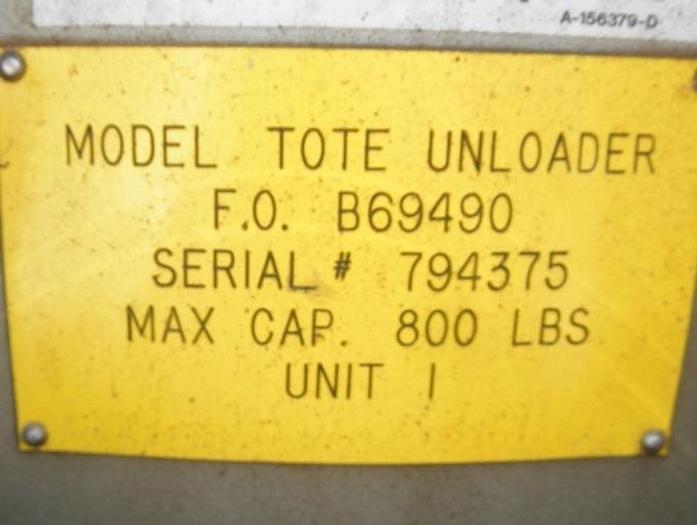 A-156379-D
MODEL TOTE UNLOADER
F.O. B69490
SERIAL # 794375
MAX CAP. 800 LBS
UNIT 1